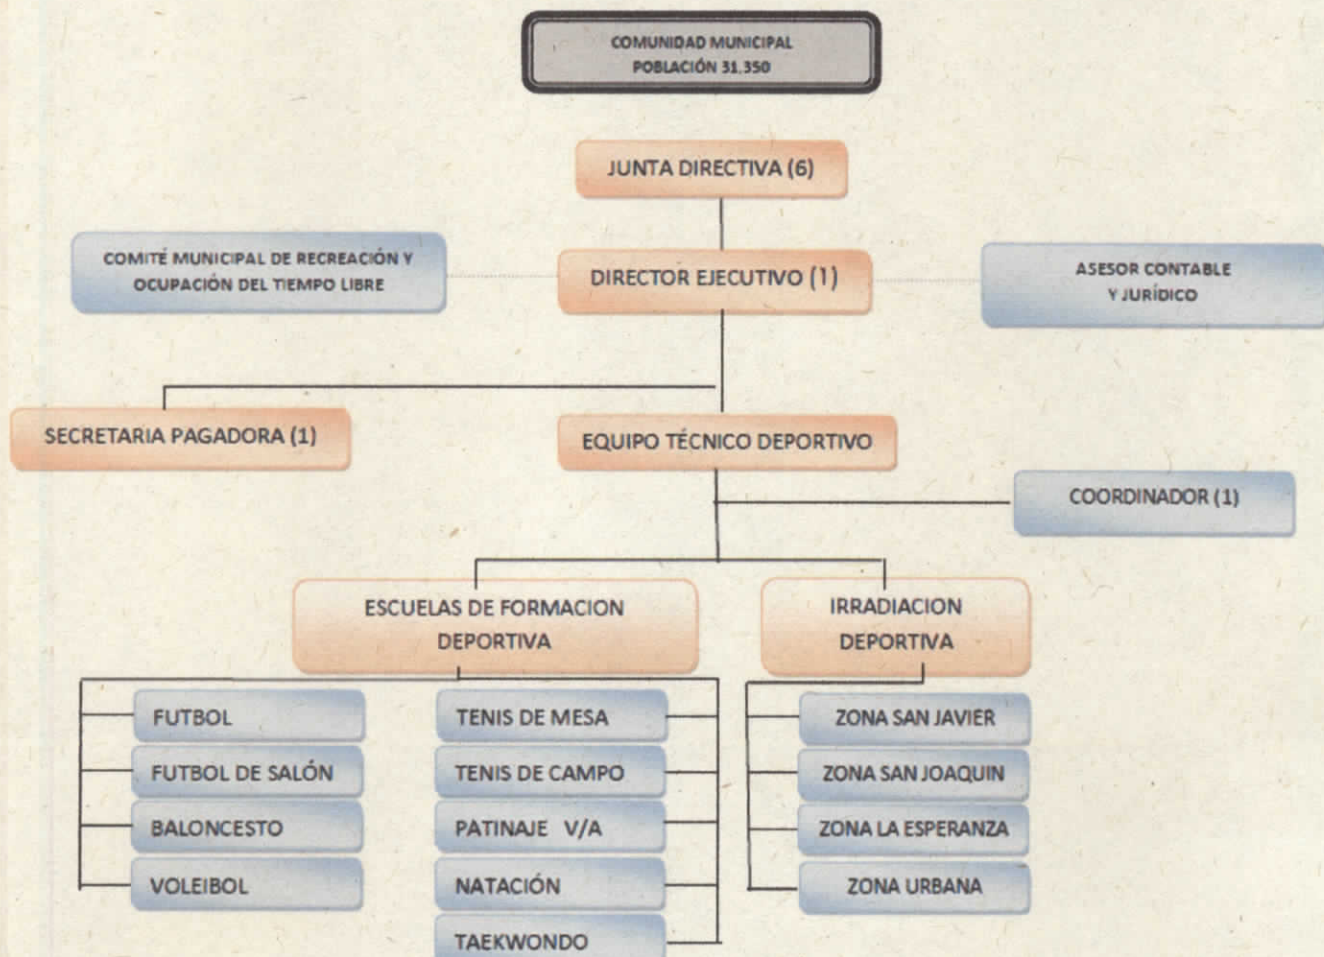 COMUNIDAD MUNICIPAL
POBLACIÓN 31.350
JUNTA DIRECTIVA (6)
COMITÉ MUNICIPAL DE RECREACIÓN Y
OCUPACIÓN DEL TIEMPO LIBRE
DIRECTOR EJECUTIVO (1)
ASESOR CONTABLE
Y JURÍDICO
SECRETARIA PAGADORA (1)
EQUIPO TÉCNICO DEPORTIVO
COORDINADOR (1)
ESCUELAS DE FORMACION
DEPORTIVA
IRRADIACION
DEPORTIVA
FUTBOL
FUTBOL DE SALÓN
BALONCESTO
VOLEIBOL
TENIS DE MESA
TENIS DE CAMPO
PATINAJE V/A
NATACIÓN
TAEKWONDO
ZONA SAN JAVIER
ZONA SAN JOAQUIN
ZONA LA ESPERANZA
ZONA URBANA